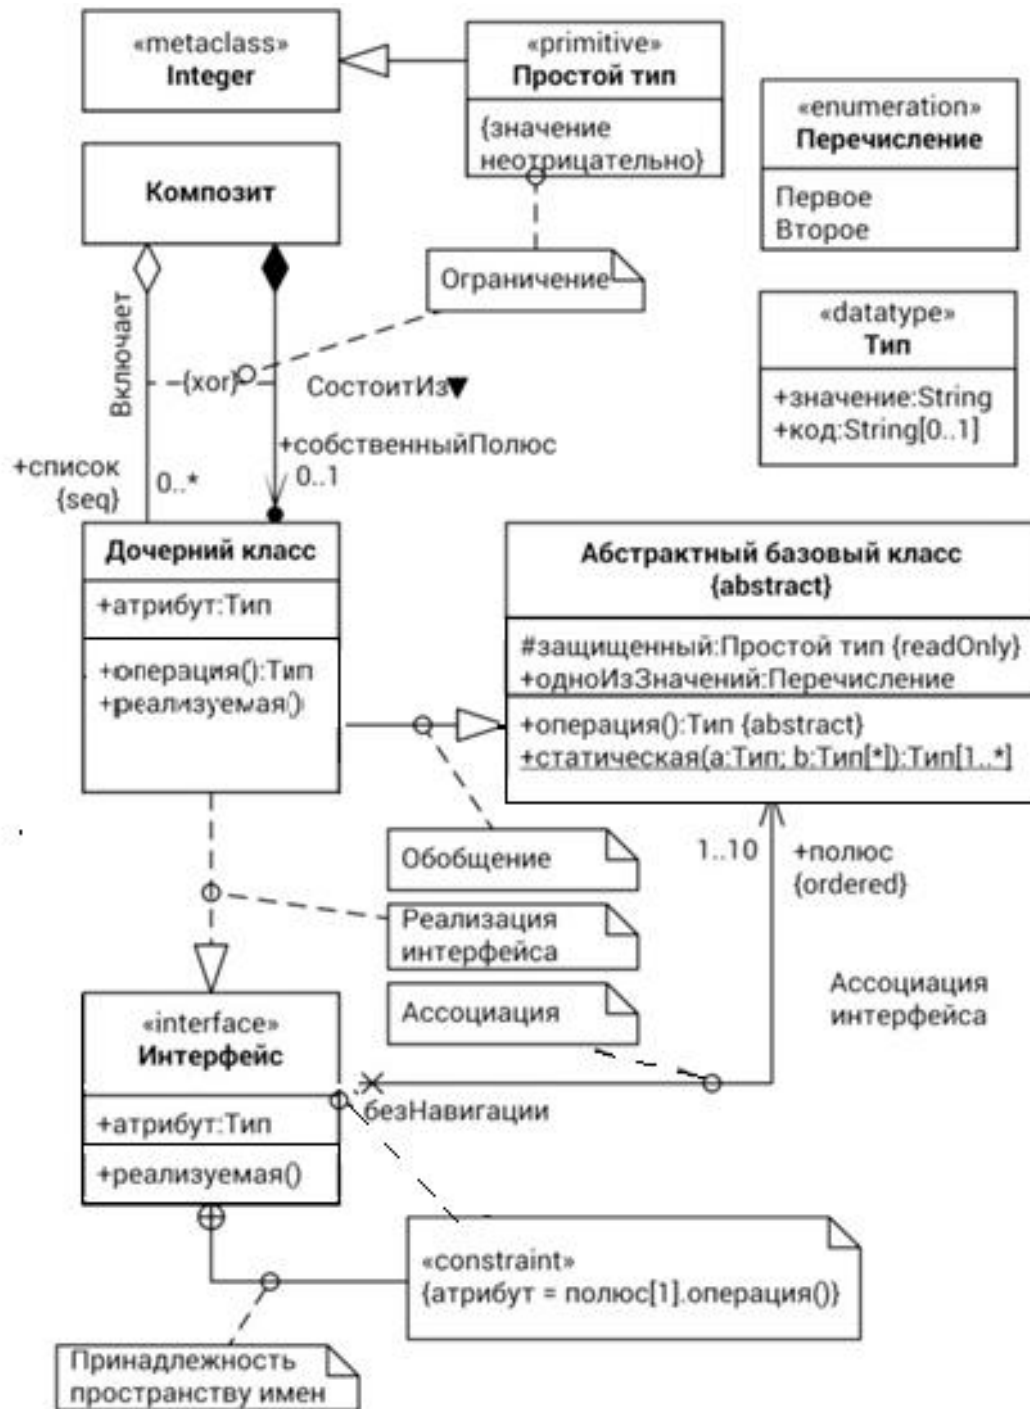 «metaclass»
Integer
«primitive»
Простой тип
{значение
неотрицательно}
«enumeration»
Перечисление
Первое
Второе
Композит
Ограничение
«datatype»
Тип
+значение:String
+код:String[0..1]
Включает
{xor}
СостоитИз▼
+собственныйПолюс
0..1
+список
{seq}
0..*
Дочерний класс
+атрибут:Тип
+операция():Тип
+реализуемая()
Абстрактный базовый класс
{abstract}
#защищенный:Простой тип {readOnly}
+одноИзЗначений:Перечисление
+операция():Тип {abstract}
+статическая(a:Тип; b:Тип[*]):Тип[1..*]
Обобщение
1..10
+полюс
{ordered}
Реализация
интерфейса
Ассоциация
Ассоциация
интерфейса
«interface»
Интерфейс
+атрибут:Тип
+реализуемая()
безНавигации
«constraint»
{атрибут = полюс[1].операция()}
Принадлежность
пространству имен